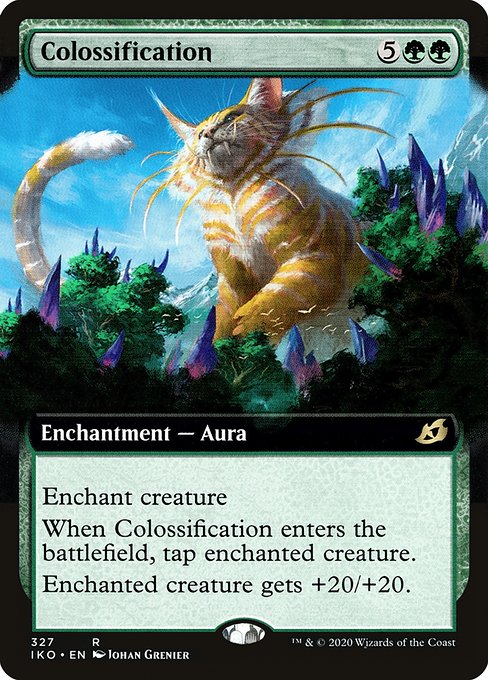 Colossification 5
Enchantment — Aura
Enchant creature
When Colossification enters the
battlefield, tap enchanted creature.
Enchanted creature gets +20/+20.
327 R
IKO • EN Johan Grenier
™ & © 2020 Wizards of the Coast